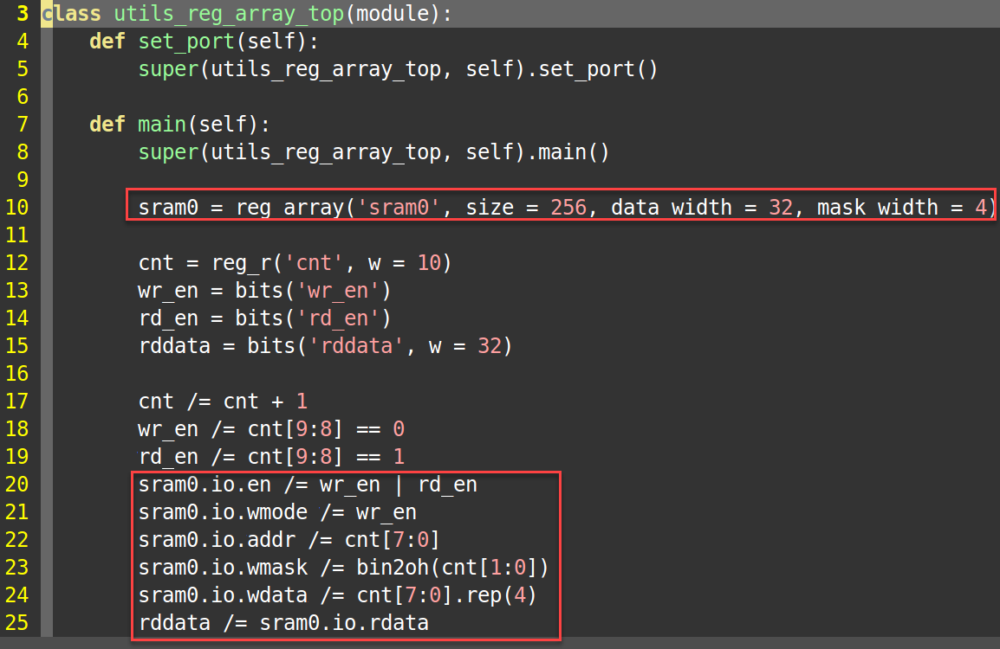 3 class utils_reg_array_top(module):
4     def set_port(self):
5         super(utils_reg_array_top, self).set_port()
6
7     def main(self):
8         super(utils_reg_array_top, self).main()
9
10         sram0 = reg_array('sram0', size = 256, data_width = 32, mask_width = 4)
11
12         cnt = reg_r('cnt', w = 10)
13         wr_en = bits('wr_en')
14         rd_en = bits('rd_en')
15         rddata = bits('rddata', w = 32)
16
17         cnt /= cnt + 1
18         wr_en /= cnt[9:8] == 0
19         rd_en /= cnt[9:8] == 1
20         sram0.io.en /= wr_en | rd_en
21         sram0.io.wmode /= wr_en
22         sram0.io.addr /= cnt[7:0]
23         sram0.io.wmask /= bin2oh(cnt[1:0])
24         sram0.io.wdata /= cnt[7:0].rep(4)
25         rddata /= sram0.io.rdata